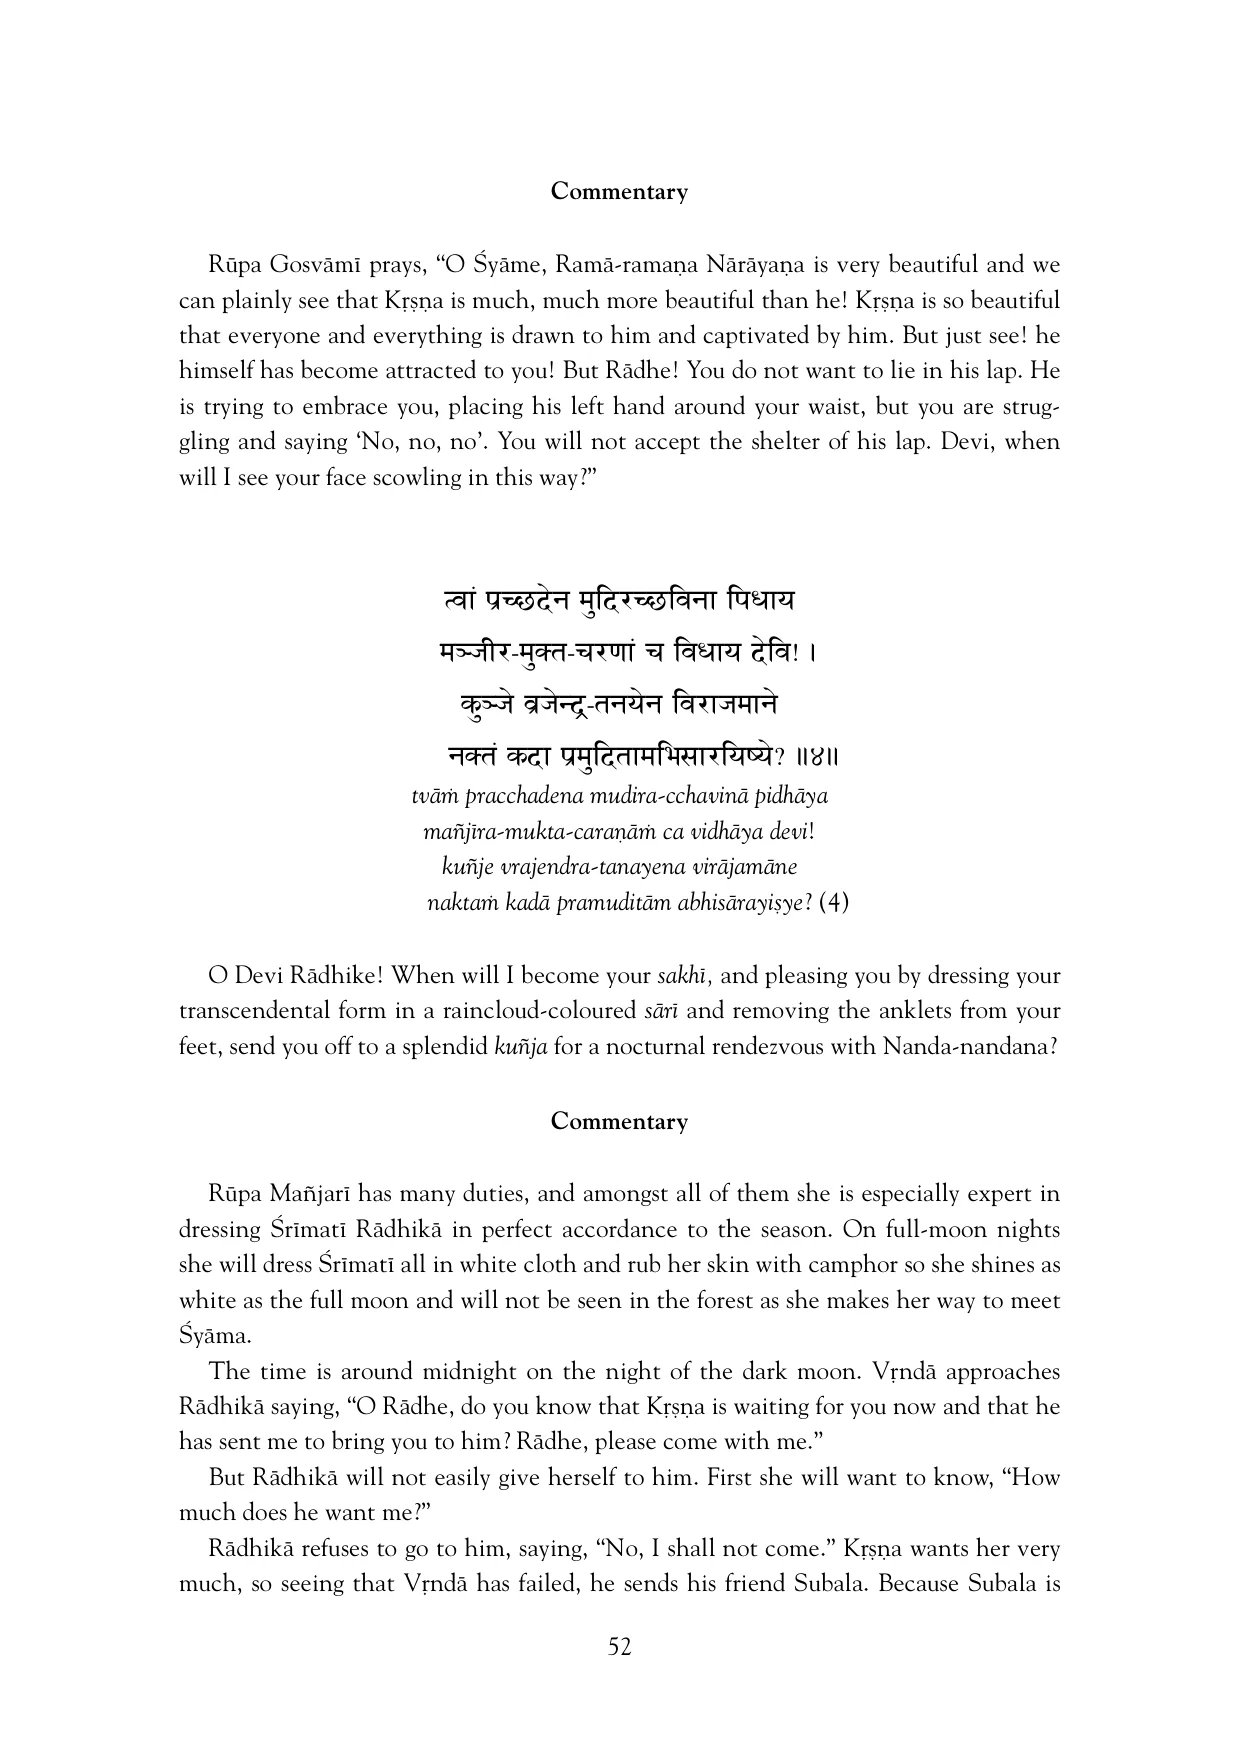 Commentary
Rūpa Gosvāmī prays, “O Śyāme, Ramā-ramaṇa Nārāyaṇa is very beautiful and we
can plainly see that Kṛṣṇa is much, much more beautiful than he! Kṛṣṇa is so beautiful
that everyone and everything is drawn to him and captivated by him. But just see! he
himself has become attracted to you! But Rādhe! You do not want to lie in his lap. He
is trying to embrace you, placing his left hand around your waist, but you are strug-
gling and saying ‘No, no, no’. You will not accept the shelter of his lap. Devi, when
will I see your face scowling in this way?”
त्वां प्रच्छदेन मुदिरच्छविना पिधाय
मञ्जीर-मुक्त-चरणां च विधाय देवि! ।
कुञ्जे व्रजेन्द्र-तनयेन विराजमाने
नक्तं कदा प्रमुदितामभिसारयिष्ये? ॥४॥
tvāṁ pracchadena mudira-cchavinā pidhāya
mañjīra-mukta-caraṇāṁ ca vidhāya devi!
kuñje vrajendra-tanayena virājamāne
naktaṁ kadā pramuditām abhisārayiṣye? (4)
O Devi Rādhike! When will I become your sakhī, and pleasing you by dressing your
transcendental form in a raincloud-coloured sārī and removing the anklets from your
feet, send you off to a splendid kuñja for a nocturnal rendezvous with Nanda-nandana?
Commentary
Rūpa Mañjarī has many duties, and amongst all of them she is especially expert in
dressing Śrīmatī Rādhikā in perfect accordance to the season. On full-moon nights
she will dress Śrīmatī all in white cloth and rub her skin with camphor so she shines as
white as the full moon and will not be seen in the forest as she makes her way to meet
Śyāma.
The time is around midnight on the night of the dark moon. Vṛndā approaches
Rādhikā saying, “O Rādhe, do you know that Kṛṣṇa is waiting for you now and that he
has sent me to bring you to him? Rādhe, please come with me.”
But Rādhikā will not easily give herself to him. First she will want to know, “How
much does he want me?”
Rādhikā refuses to go to him, saying, “No, I shall not come.” Kṛṣṇa wants her very
much, so seeing that Vṛndā has failed, he sends his friend Subala. Because Subala is
52